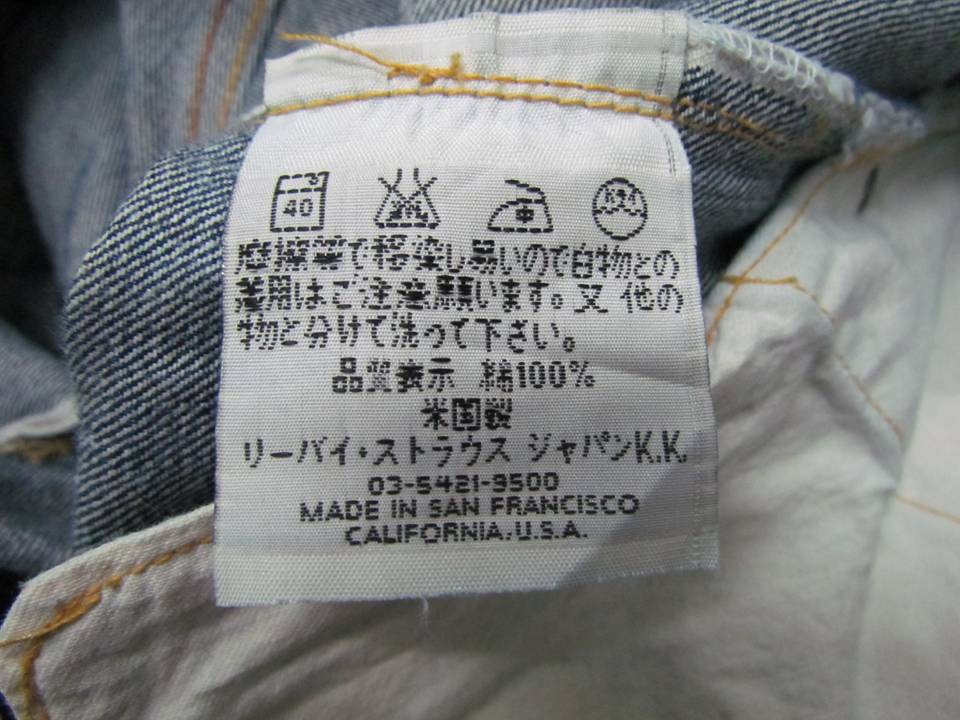 40
摩擦等で移染し易いので白物との
着用はご注意願います。又 他の
物と分けて洗って下さい。
品質表示 綿100%
米国製
リーバイ・ストラウス ジャパンK.K.
03-5421-9500
MADE IN SAN FRANCISCO
CALIFORNIA.U.S.A.